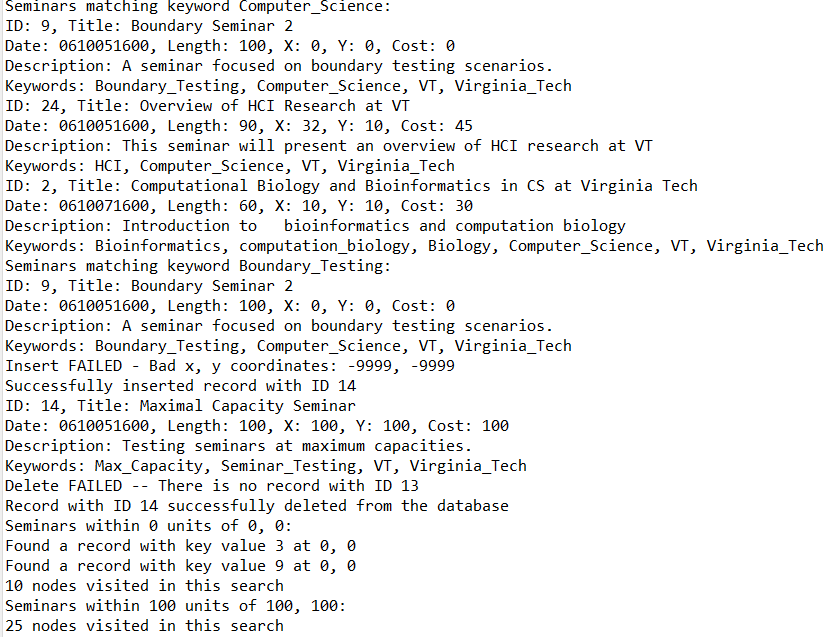 Seminars matching keyword Computer_Science:
ID: 9, Title: Boundary Seminar 2
Date: 0610051600, Length: 100, X: 0, Y: 0, Cost: 0
Description: A seminar focused on boundary testing scenarios.
Keywords: Boundary_Testing, Computer_Science, VT, Virginia_Tech
ID: 24, Title: Overview of HCI Research at VT
Date: 0610051600, Length: 90, X: 32, Y: 10, Cost: 45
Description: This seminar will present an overview of HCI research at VT
Keywords: HCI, Computer_Science, VT, Virginia_Tech
ID: 2, Title: Computational Biology and Bioinformatics in CS at Virginia Tech
Date: 0610071600, Length: 60, X: 10, Y: 10, Cost: 30
Description: Introduction to   bioinformatics and computation biology
Keywords: Bioinformatics, computation_biology, Biology, Computer_Science, VT, Virginia_Tech
Seminars matching keyword Boundary_Testing:
ID: 9, Title: Boundary Seminar 2
Date: 0610051600, Length: 100, X: 0, Y: 0, Cost: 0
Description: A seminar focused on boundary testing scenarios.
Keywords: Boundary_Testing, Computer_Science, VT, Virginia_Tech
Insert FAILED - Bad x, y coordinates: -9999, -9999
Successfully inserted record with ID 14
ID: 14, Title: Maximal Capacity Seminar
Date: 0610051600, Length: 100, X: 100, Y: 100, Cost: 100
Description: Testing seminars at maximum capacities.
Keywords: Max_Capacity, Seminar_Testing, VT, Virginia_Tech
Delete FAILED -- There is no record with ID 13
Record with ID 14 successfully deleted from the database
Seminars within 0 units of 0, 0:
Found a record with key value 3 at 0, 0
Found a record with key value 9 at 0, 0
10 nodes visited in this search
Seminars within 100 units of 100, 100:
25 nodes visited in this search